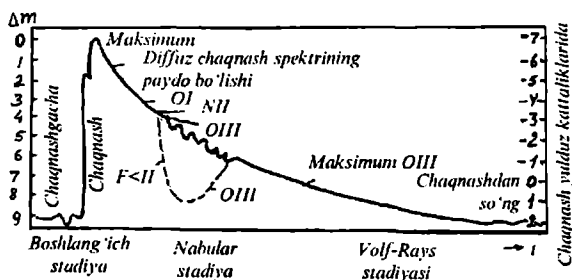 Δm
0
1
2
3
4
5
6
7
8
9
Chaqnashgacha
Chaqnash
Maksimum
Diffuz chaqnash spektrining
paydo bo'lishi
OI
NII
OIII
F<II
OIII
Maksimum OIII
Chaqnashdan
so'ng
-7
-6
-5
-4
-3
-2
-1
0
1
2
Chaqnash yulduz kattaliklarida
Boshlang'ich
stadiya
Nabular
stadiya
Volf-Rays
stadiyasi
→ t